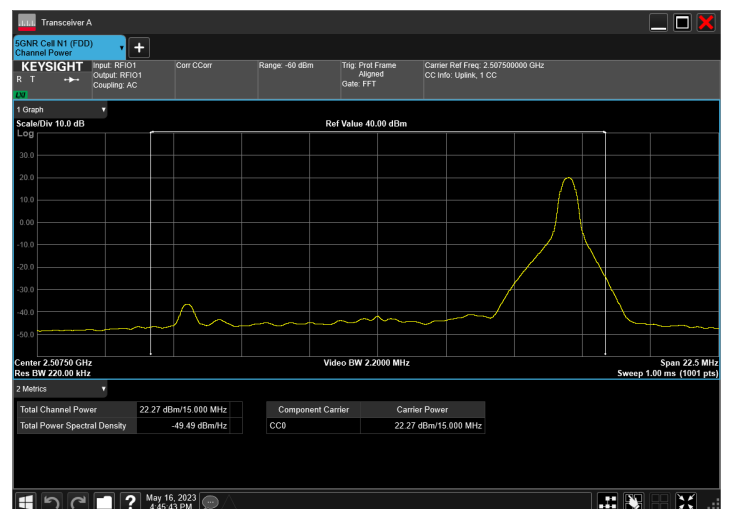 Transceiver A
5GNR Cell N1 (FDD)
Channel Power
KEYSIGHT
R T
LXI
Input: RFIO1
Output: RFIO1
Coupling: AC
Corr CCorr
Range: -60 dBm
Trig: Prot Frame
Aligned
Gate: FFT
Carrier Ref Freq: 2.507500000 GHz
CC Info: Uplink, 1 CC
1 Graph
Scale/Div 10.0 dB
Ref Value 40.00 dBm
Log
30.0
20.0
10.0
0.00
-10.0
-20.0
-30.0
-40.0
-50.0
Center 2.50750 GHz
Video BW 2.2000 MHz
Span 22.5 MHz
Res BW 220.00 kHz
Sweep 1.00 ms (1001 pts)
2 Metrics
Total Channel Power 22.27 dBm/15.000 MHz
Total Power Spectral Density -49.49 dBm/Hz
Component Carrier Carrier Power
CC0 22.27 dBm/15.000 MHz
May 16, 2023
4:45:43 PM